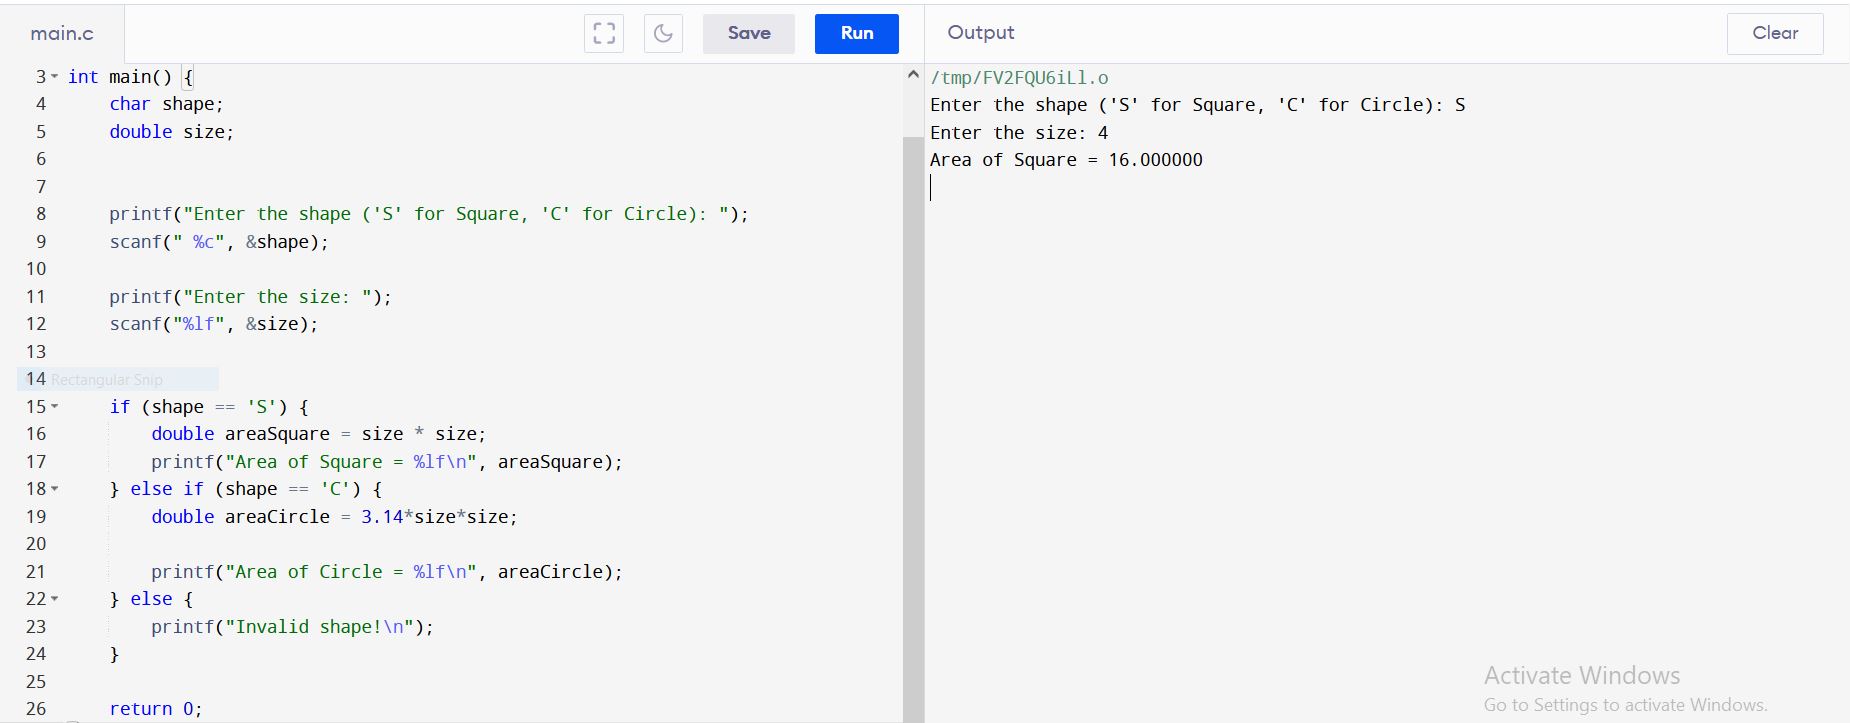 main.c
Save
Run
Output
Clear
3 int main() {
4     char shape;
5     double size;
6
7
8     printf("Enter the shape ('S' for Square, 'C' for Circle): ");
9     scanf(" %c", &shape);
10
11     printf("Enter the size: ");
12     scanf("%lf", &size);
13
14 Rectangular Snip
15     if (shape == 'S') {
16         double areaSquare = size * size;
17         printf("Area of Square = %lf\n", areaSquare);
18     } else if (shape == 'C') {
19         double areaCircle = 3.14*size*size;
20
21         printf("Area of Circle = %lf\n", areaCircle);
22     } else {
23         printf("Invalid shape!\n");
24     }
25
26     return 0;
/tmp/FV2FQU6iLl.o
Enter the shape ('S' for Square, 'C' for Circle): S
Enter the size: 4
Area of Square = 16.000000
Activate Windows
Go to Settings to activate Windows.